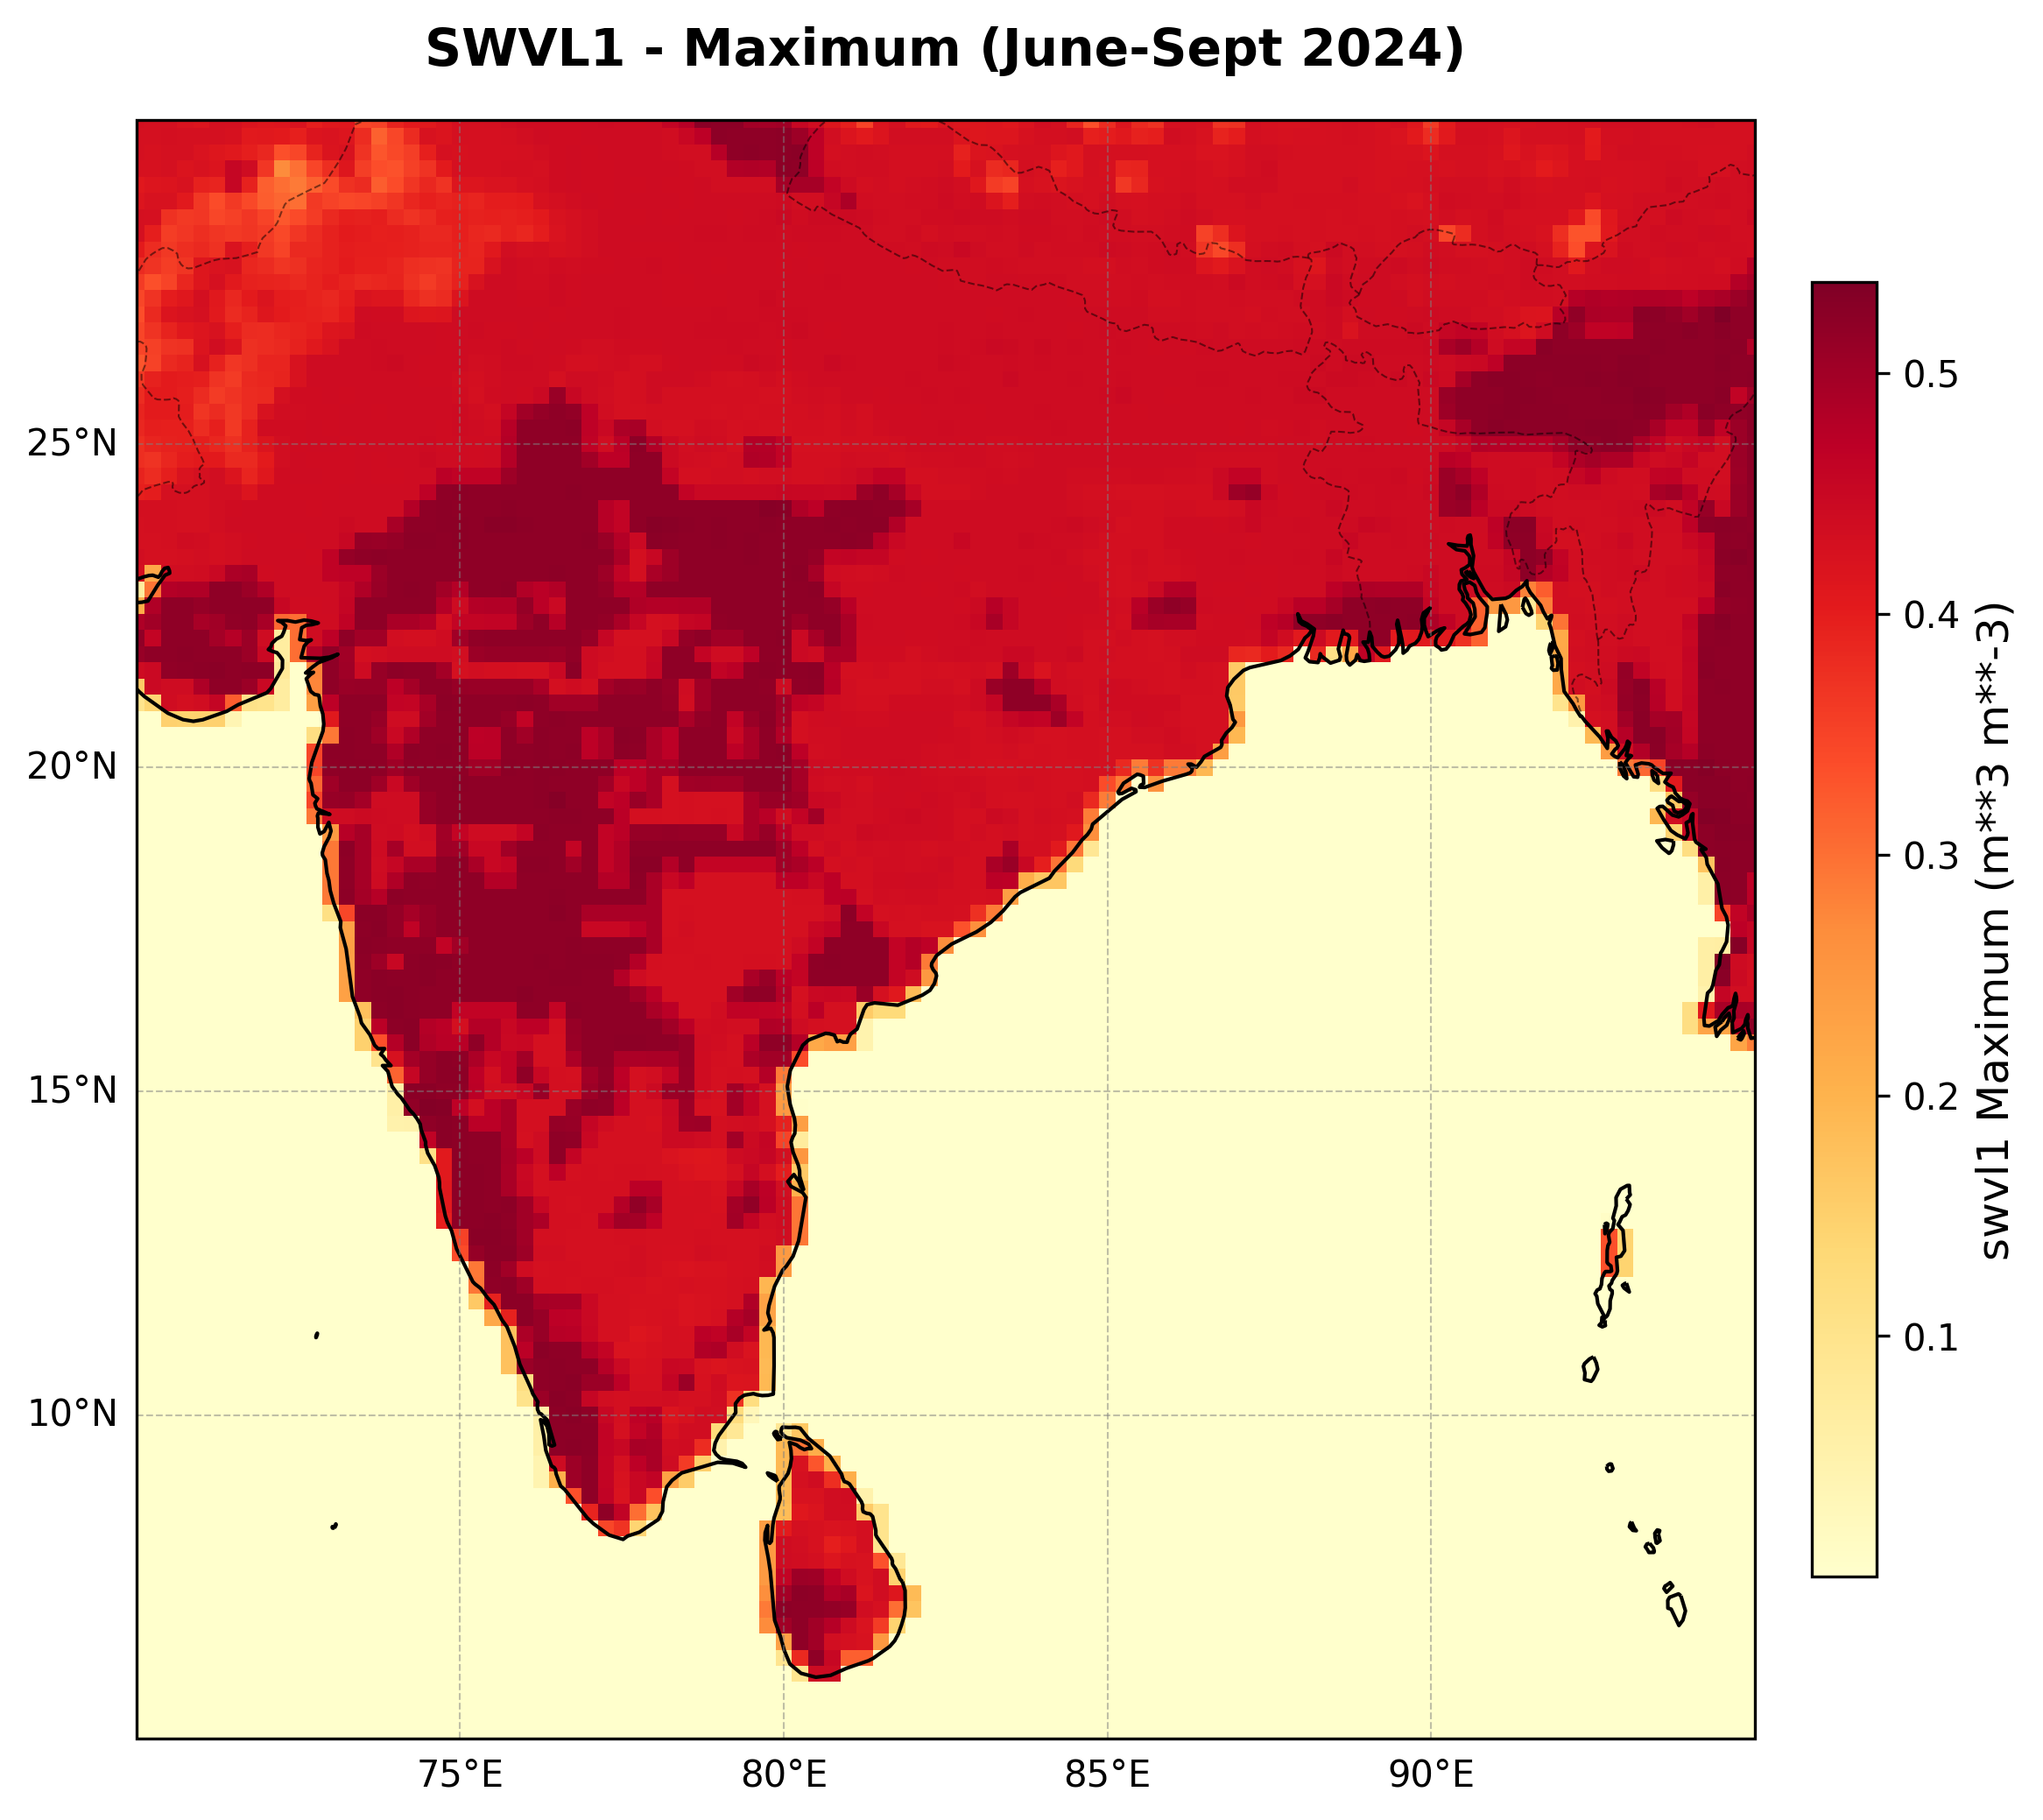 SWVL1 - Maximum (June-Sept 2024)
25°N
20°N
15°N
10°N
75°E
80°E
85°E
90°E
0.5
0.4
0.3
0.2
0.1
swvl1 Maximum (m**3 m**-3)